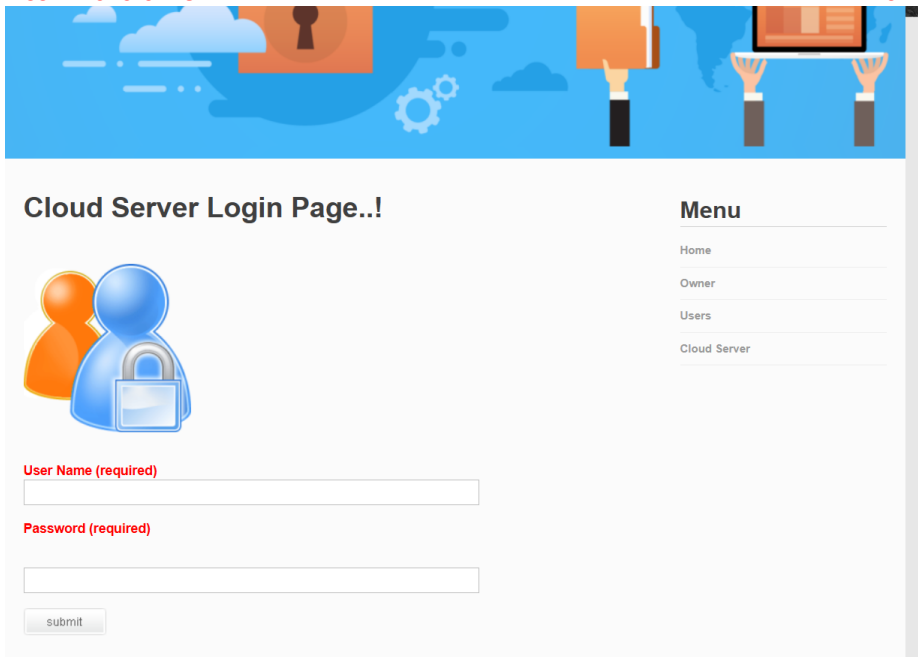 Cloud Server Login Page..!
User Name (required)
Password (required)
submit
Menu
Home
Owner
Users
Cloud Server